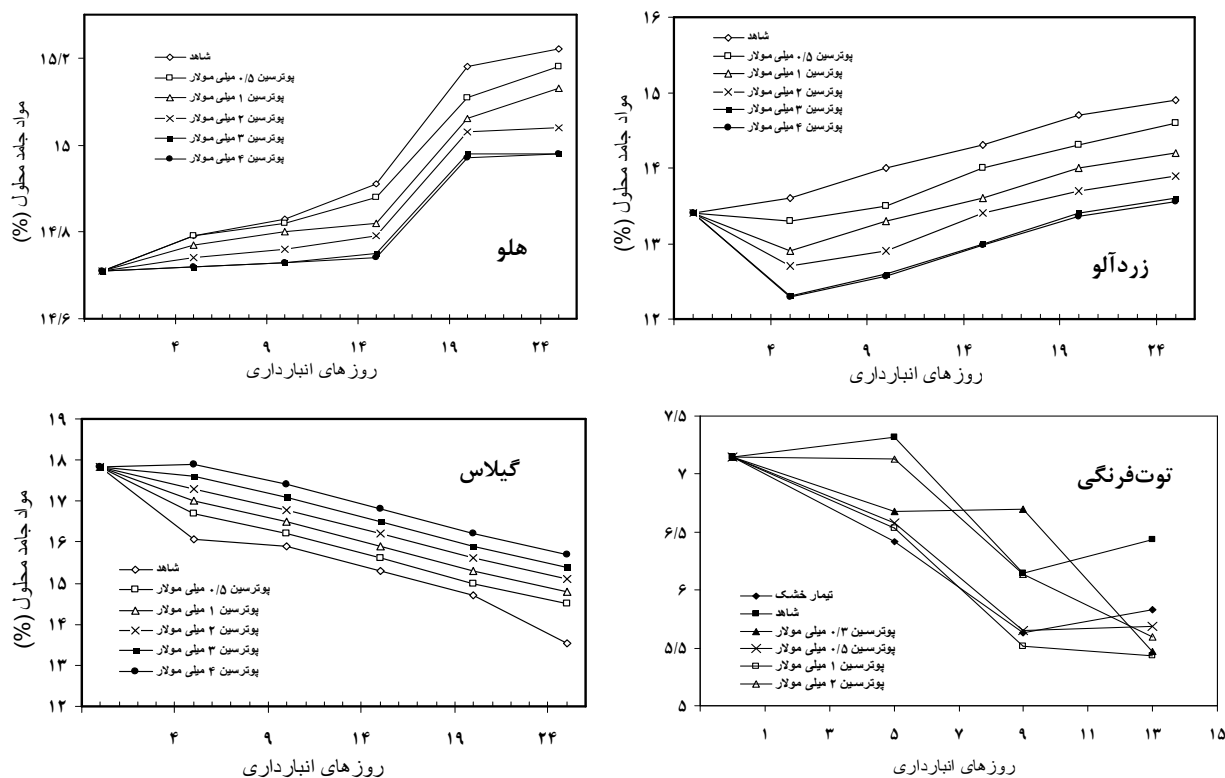 مواد جامد محلول (%)
۱۵/۲
۱۵
۱۴/۸
۱۴/۶
شاهد
پوترسین ۰/۵ میلی مولار
پوترسین ۱ میلی مولار
پوترسین ۲ میلی مولار
پوترسین ۳ میلی مولار
پوترسین ۴ میلی مولار
هلو
۴ ۹ ۱۴ ۱۹ ۲۴
روزهای انبارداری
مواد جامد محلول (%)
۱۶
۱۵
۱۴
۱۳
۱۲
شاهد
پوترسین ۰/۵ میلی مولار
پوترسین ۱ میلی مولار
پوترسین ۲ میلی مولار
پوترسین ۳ میلی مولار
پوترسین ۴ میلی مولار
زردآلو
۴ ۹ ۱۴ ۱۹ ۲۴
روزهای انبارداری
مواد جامد محلول (%)
۱۹
۱۸
۱۷
۱۶
۱۵
۱۴
۱۳
۱۲
گیلاس
شاهد
پوترسین ۰/۵ میلی مولار
پوترسین ۱ میلی مولار
پوترسین ۲ میلی مولار
پوترسین ۳ میلی مولار
پوترسین ۴ میلی مولار
۴ ۹ ۱۴ ۱۹ ۲۴
روزهای انبارداری
۷/۵
۷
۶/۵
۶
۵/۵
۵
توت‌فرنگی
تیمار خشک
شاهد
پوترسین ۰/۳ میلی مولار
پوترسین ۰/۵ میلی مولار
پوترسین ۱ میلی مولار
پوترسین ۲ میلی مولار
۱ ۳ ۵ ۷ ۹ ۱۱ ۱۳ ۱۵
روزهای انبارداری